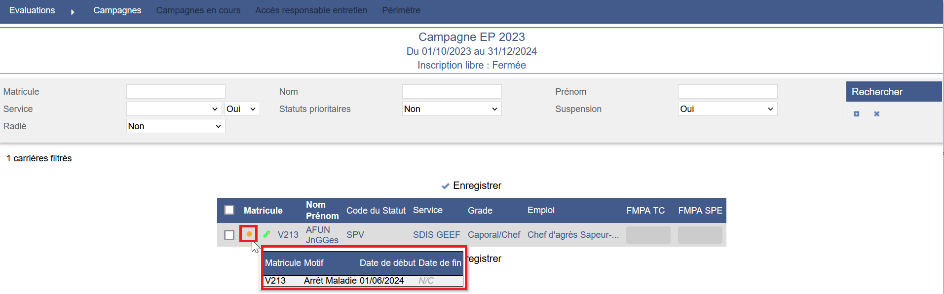 Evaluations Campagnes Campagnes en cours Accès responsable entretien Périmètre
Campagne EP 2023
Du 01/10/2023 au 31/12/2024
Inscription libre : Fermée
Matricule Nom Prénom Rechercher
Service Oui Statuts prioritaires Non Suspension Oui
Radié Non
1 carrières filtrés
Enregistrer
Matricule Nom Prénom Code du Statut Service Grade Emploi FMPA TC FMPA SPE
V213 AFUN JnGGes SPV SDIS GEEF Caporal/Chef Chef d'agrès Sapeur-...
registrer
Matricule Motif Date de début Date de fin
V213 Arrêt Maladie 01/06/2024 N/C